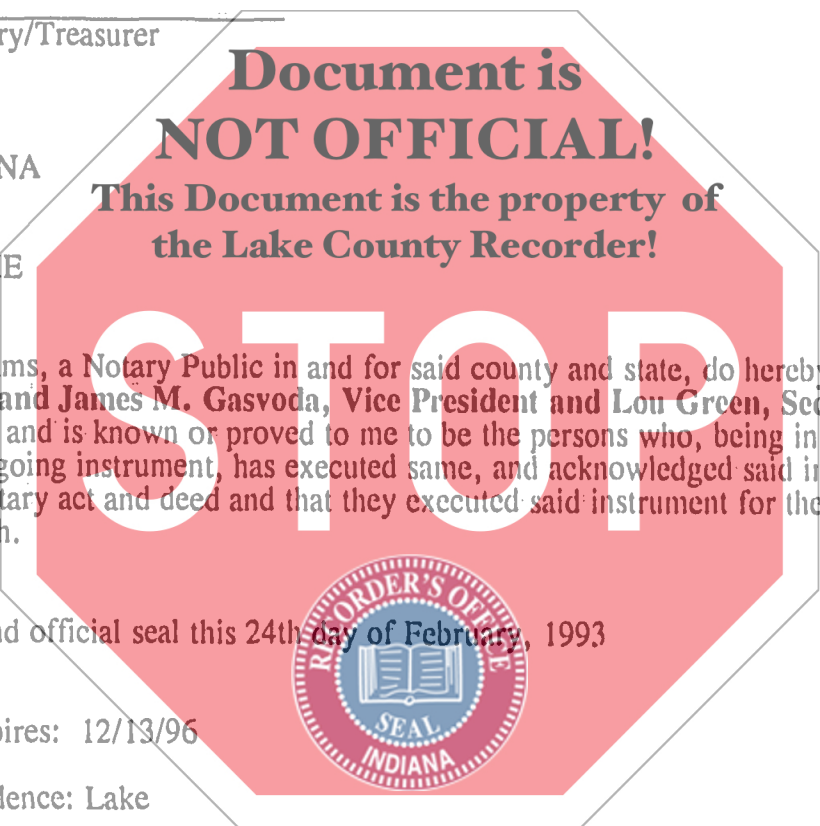 ry/Treasurer
Document is
NOT OFFICIAL!
NA
This Document is the property of
the Lake County Recorder!
E
STOP
ms, a Notary Public in and for said county and state, do hereby
and James M. Gasvoda, Vice President and Lou Green, Sec
and is known or proved to me to be the persons who, being in
going instrument, has executed same, and acknowledged said in
tary act and deed and that they executed said instrument for the
h.
RECORDER'S OFFICE
nd official seal this 24th day of February, 1993
SEAL
INDIANA
pires: 12/13/96
dence: Lake